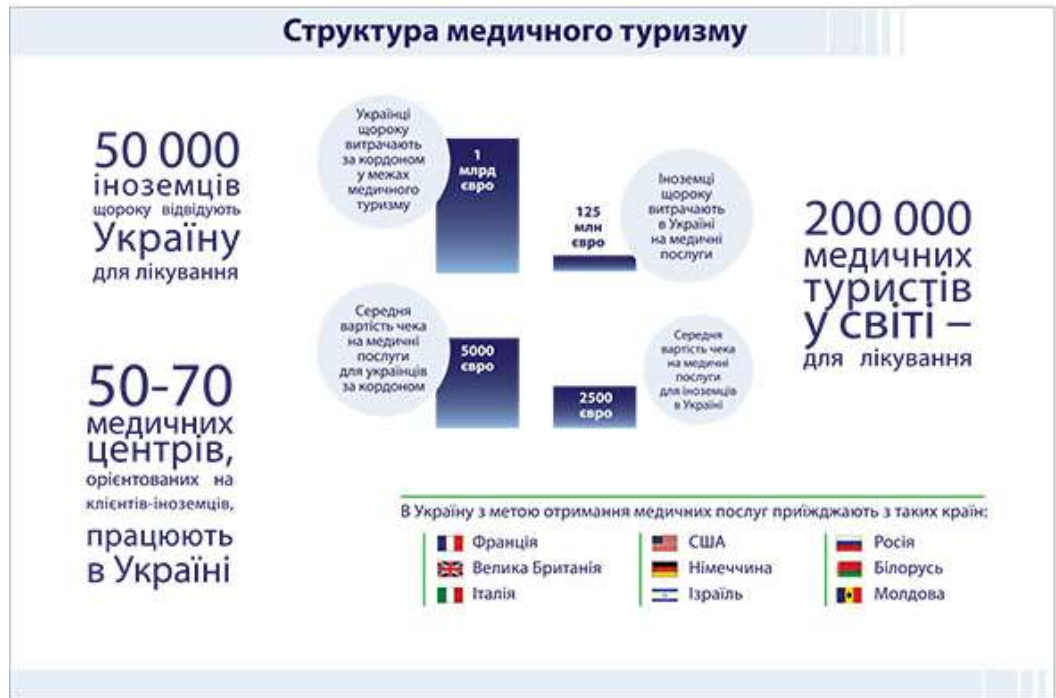 Структура медичного туризму
50 000
іноземців
щороку відвідують
Україну
для лікування
50-70
медичних
центрів,
орієнтованих на
клієнтів-іноземців,
працюють
в Україні
Українці
щороку
витрачають
за кордоном
у межах
медичного
туризму
1
млрд
євро
125
млн
євро
Іноземці
щороку
витрачають
в Україні
на медичні
послуги
Середня
вартість чека
на медичні
послуги
для українців
за кордоном
5000
євро
2500
євро
Середня
вартість чека
на медичні
послуги
для іноземців
в Україні
200 000
медичних
туристів
у світі –
для лікування
В Україну з метою отримання медичних послуг приїжджають з таких країн:
Франція
Велика Британія
Італія
США
Німеччина
Ізраїль
Росія
Білорусь
Молдова